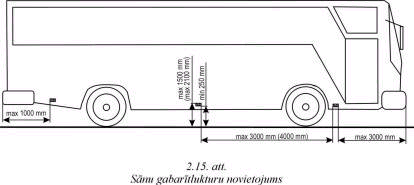 max 1500 mm
(max 2100 mm)
min 250 mm
max 1000 mm
max 3000 mm (4000 mm)
max 3000 mm
2.15. att.
Sānu gabarītlukturu novietojums